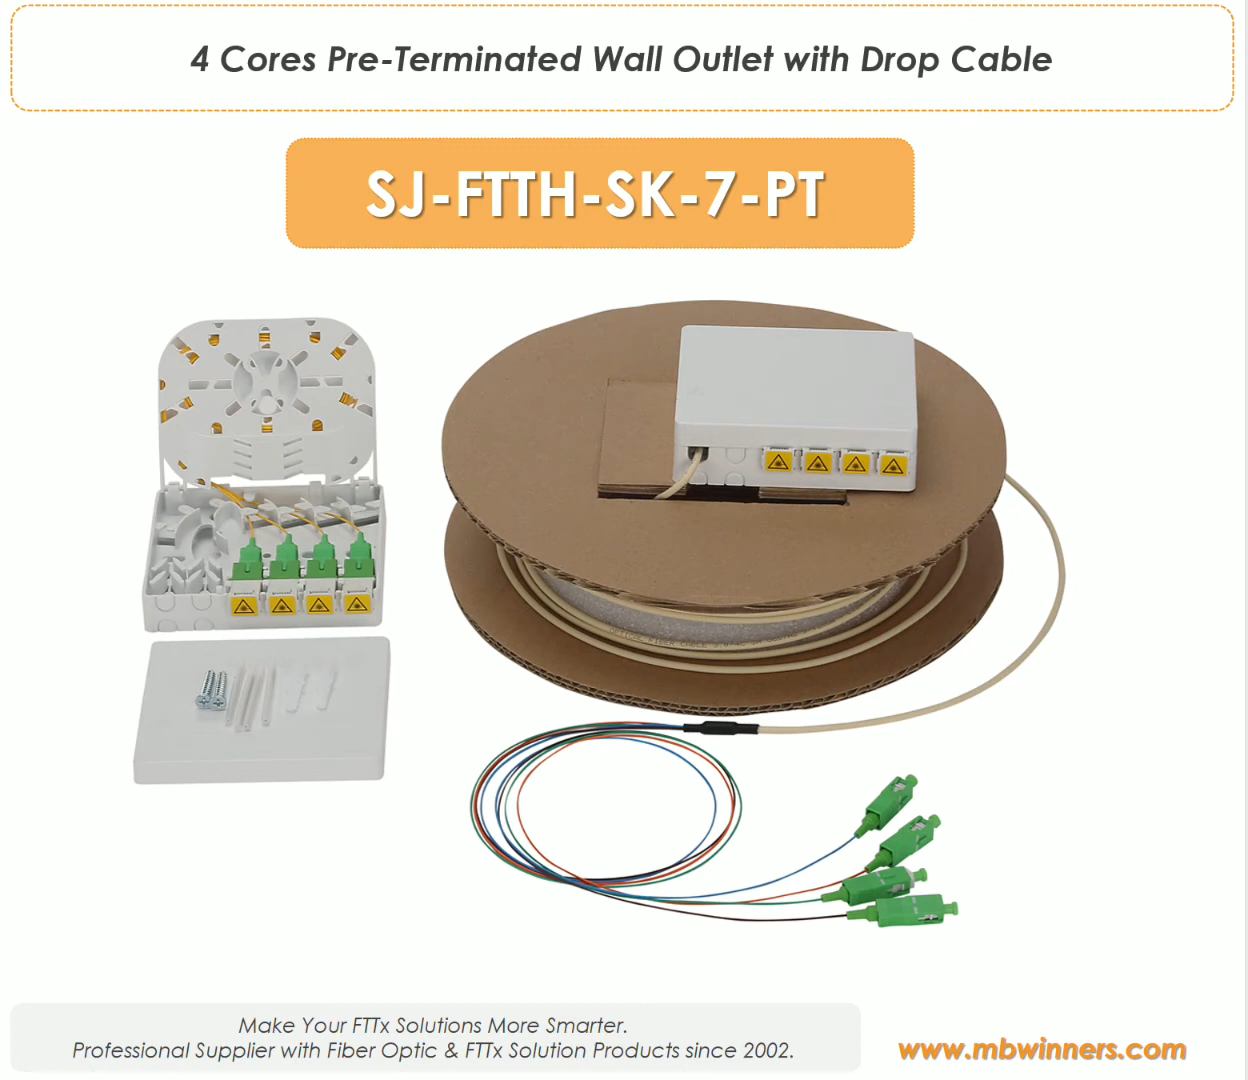 4 Cores Pre-Terminated Wall Outlet with Drop Cable
SJ-FTTH-SK-7-PT
Make Your FTTx Solutions More Smarter.
Professional Supplier with Fiber Optic & FTTx Solution Products since 2002.
www.mbwinners.com